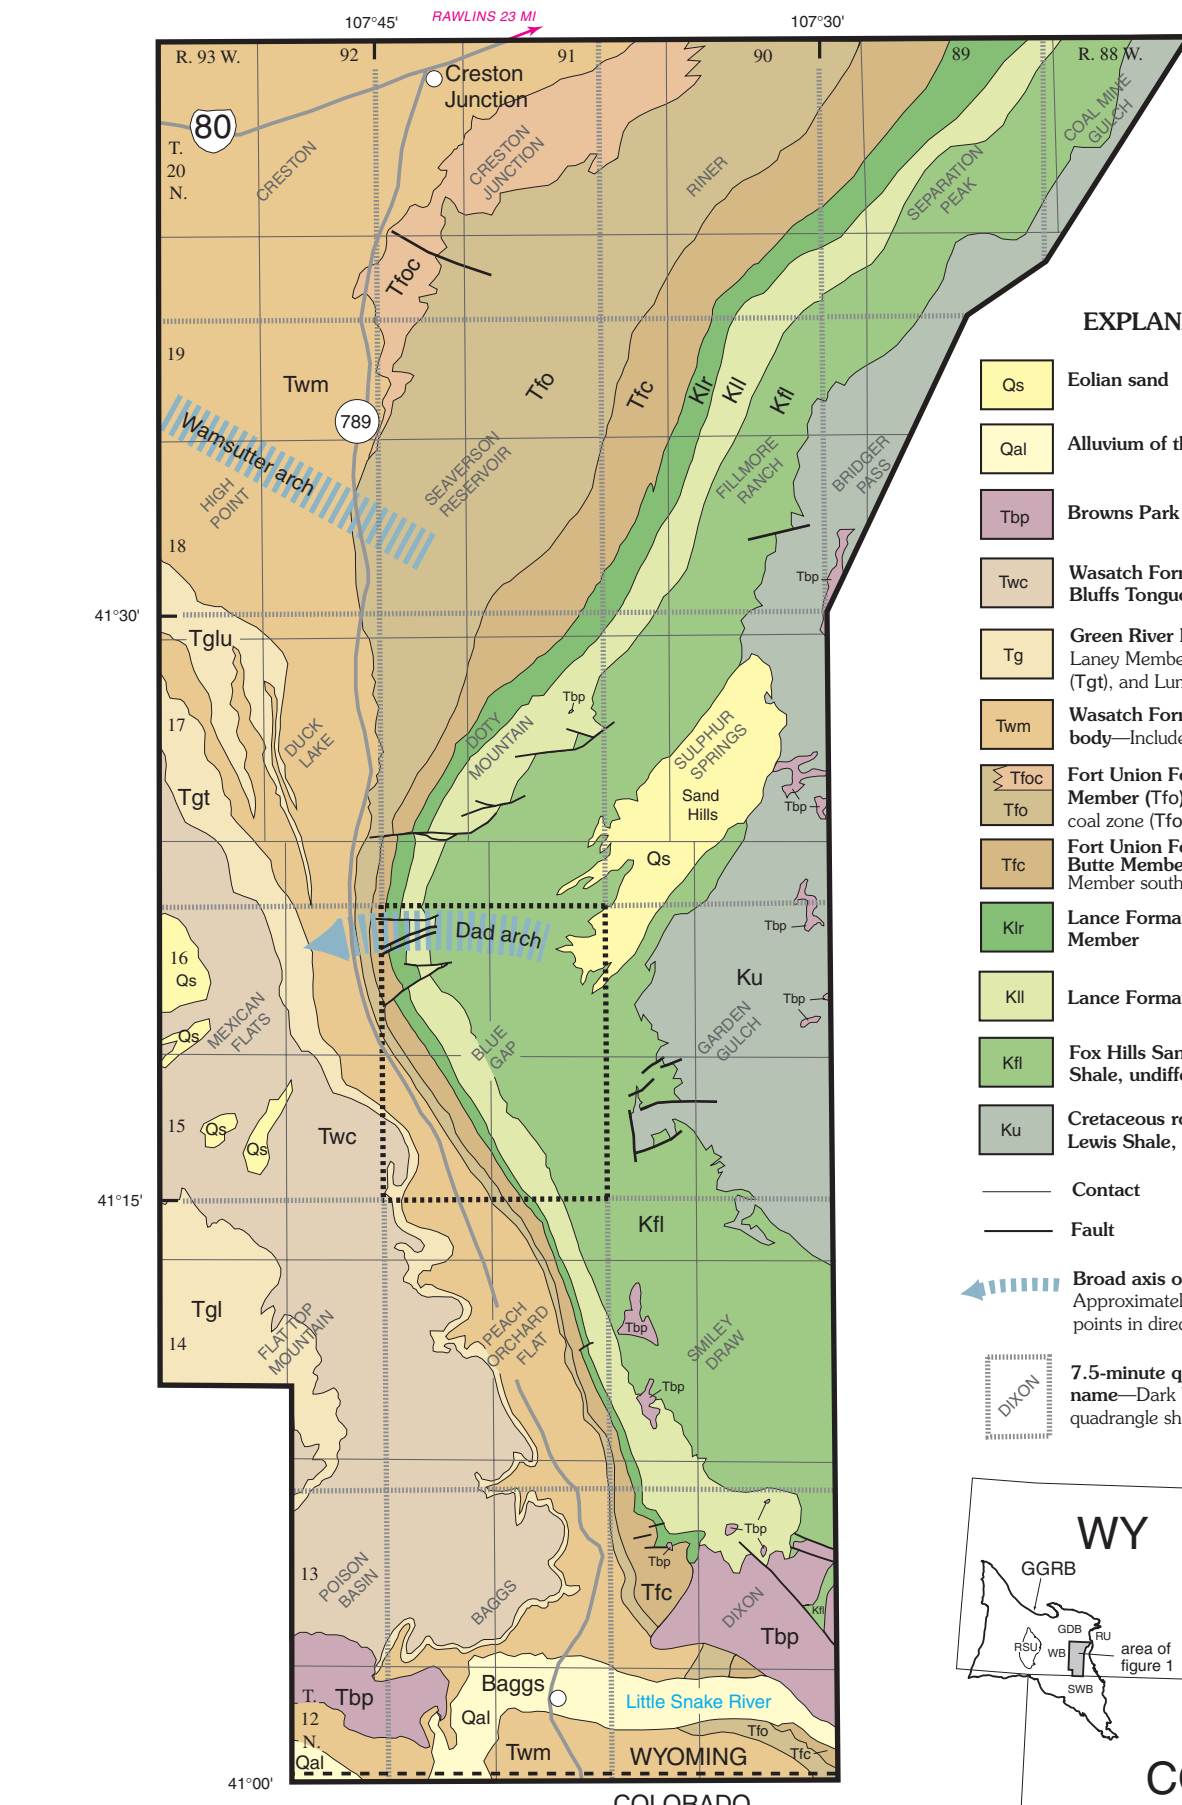 RAWLINS 23 MI
107°45'
107°30'
R. 93 W.
92
91
90
89
R. 88 W.
Creston
Junction
80
T.
20
N.
CRESTON
CRESTON
JUNCTION
RINER
SEPARATION
PEAK
COAL MINE
GULCH
Tfoc
19
Twm
Tfo
Tfc
Klr
Kll
Kfl
789
Wamsutter arch
HIGH
POINT
SEAVERSON
RESERVOIR
FILLMORE
RANCH
BRIDGER
PASS
18
Tbp
41°30'
Tglu
Tbp
17
DUCK
LAKE
DOTY
MOUNTAIN
SULPHUR
SPRINGS
Tgt
Sand
Hills
Tbp
Qs
Tbp
Dad arch
16
Qs
Ku
Tbp
Qs
MEXICAN
FLATS
BLUE
GAP
GARDEN
GULCH
15
Qs
Qs
Twc
41°15'
Kfl
Tgl
14
FLAT TOP
MOUNTAIN
PEACH
ORCHARD
FLAT
Tbp
SMILEY
DRAW
Tbp
Tbp
Tbp
13
POISON
BASIN
BAGGS
Tfc
DIXON
Kfl
Tbp
T.
12
N.
Tbp
Baggs
Little Snake River
Qal
Tfo
Qal
Twm
WYOMING
Tfc
41°00'
COLORADO
EXPLAN
Qs
Eolian sand
Qal
Alluvium of th
Tbp
Browns Park
Twc
Wasatch For
Bluffs Tongue
Tg
Green River
Laney Membe
(Tgt), and Lun
Twm
Wasatch For
body—Include
Tfoc
Tfo
Fort Union Fo
Member (Tfo)
coal zone (Tfo
Tfc
Fort Union Fo
Butte Membe
Member south
Klr
Lance Forma
Member
Kll
Lance Forma
Kfl
Fox Hills San
Shale, undiffe
Ku
Cretaceous ro
Lewis Shale,
Contact
Fault
Broad axis o
Approximatel
points in direc
DIXON
7.5-minute q
name—Dark
quadrangle sh
WY
GGRB
GDB
RU
RSU
WB
area of
figure 1
SWB
CO